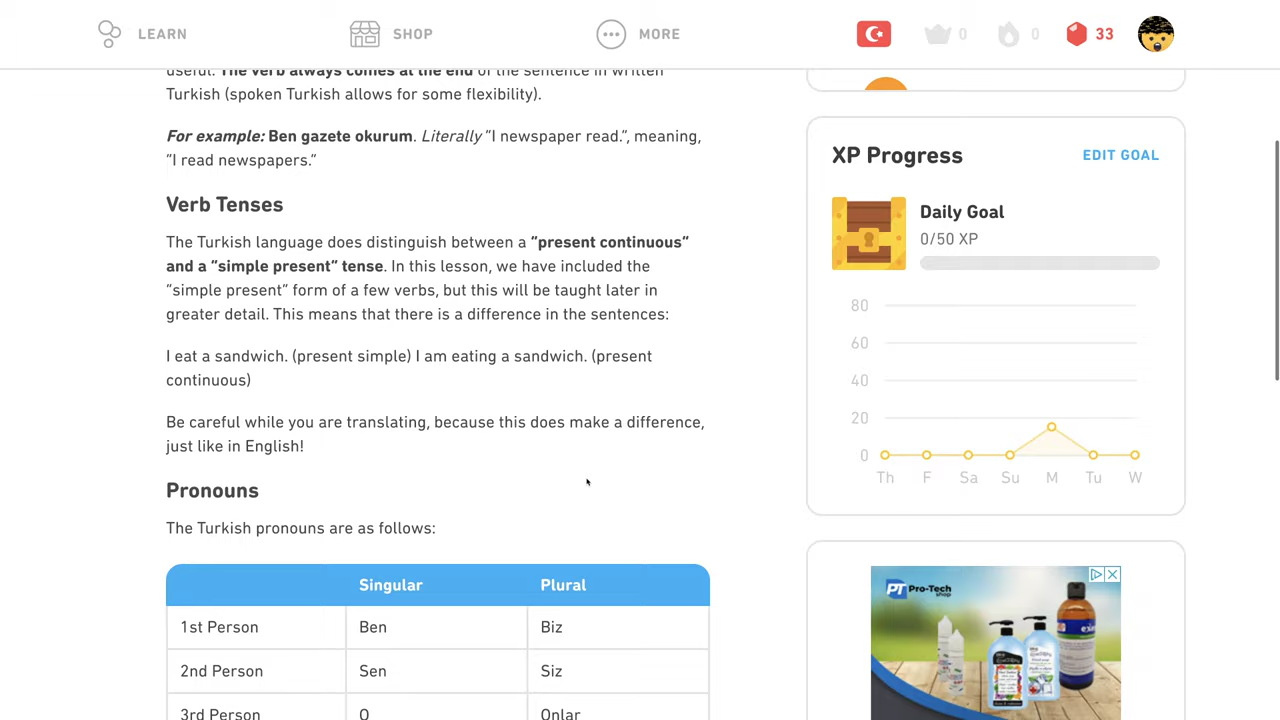 LEARN
SHOP
MORE
0
0
33
useful. The verb always comes at the end of the sentence in written
Turkish (spoken Turkish allows for some flexibility).
For example: Ben gazete okurum. Literally "I newspaper read.", meaning,
"I read newspapers."
Verb Tenses
The Turkish language does distinguish between a "present continuous"
and a "simple present" tense. In this lesson, we have included the
"simple present" form of a few verbs, but this will be taught later in
greater detail. This means that there is a difference in the sentences:
I eat a sandwich. (present simple) I am eating a sandwich. (present
continuous)
Be careful while you are translating, because this does make a difference,
just like in English!
Pronouns
The Turkish pronouns are as follows:
Singular Plural
1st Person Ben Biz
2nd Person Sen Siz
3rd Person O Onlar
XP Progress
EDIT GOAL
Daily Goal
0/50 XP
80
60
40
20
0
Th F Sa Su M Tu W
PT Pro-Tech
shop